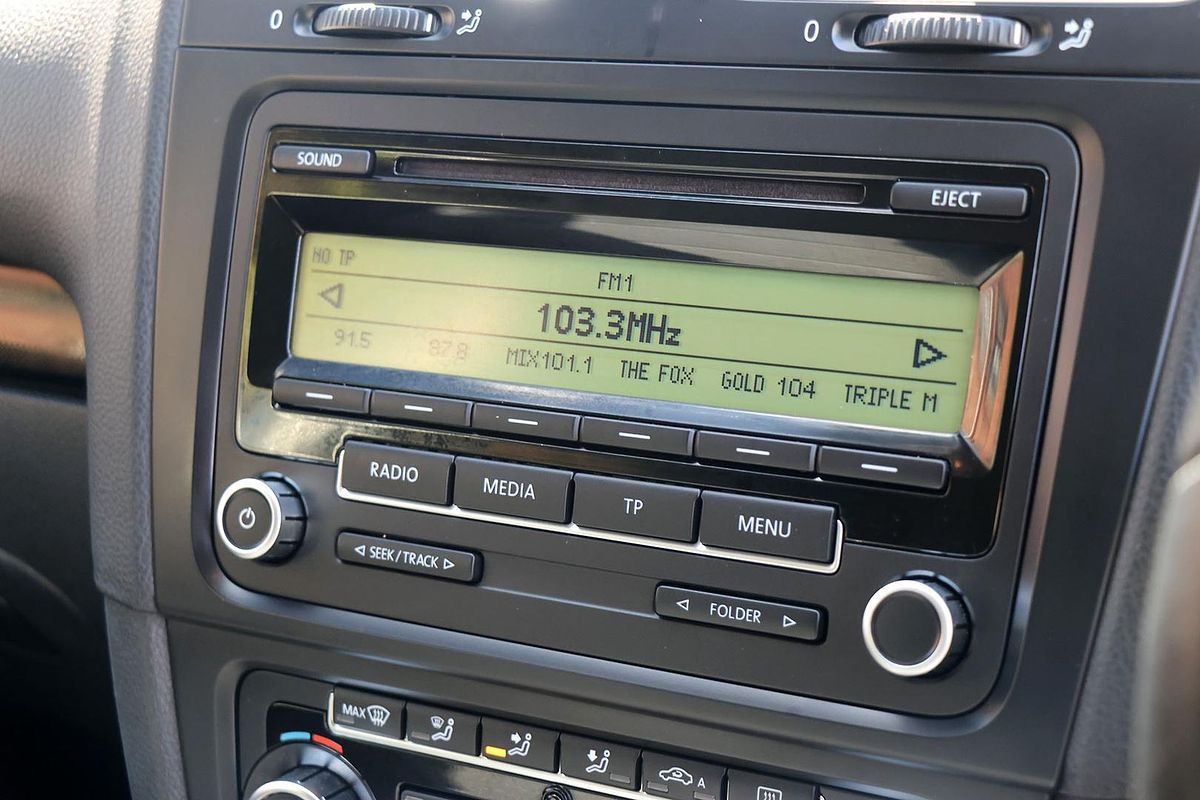 0
0
SOUND
EJECT
NO TP
FM1
103.3MHz
91.5 87.8 MIX101.1 THE FOX GOLD 104 TRIPLE M
RADIO MEDIA TP MENU
SEEK/TRACK
FOLDER
MAX
A